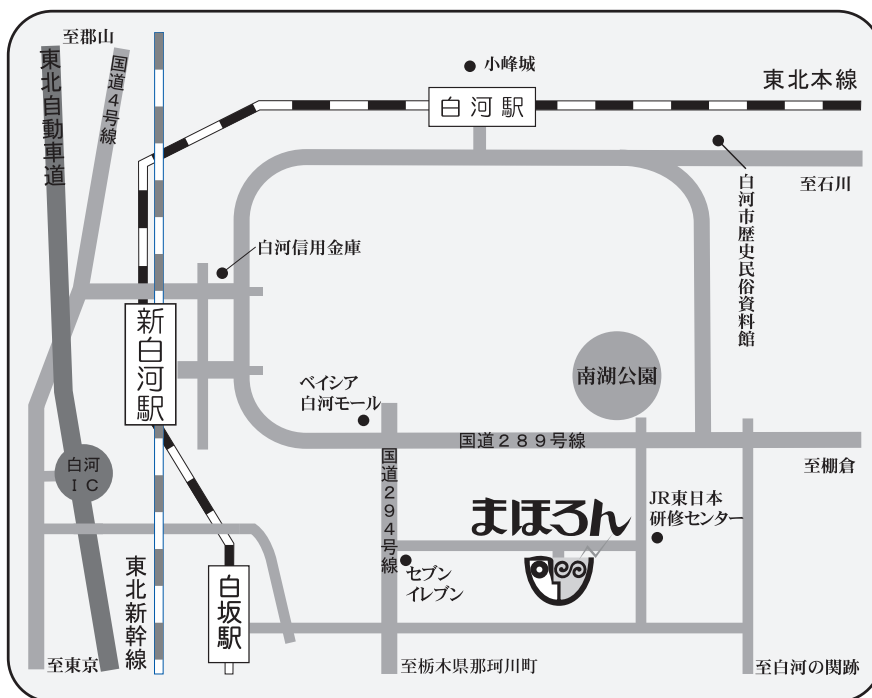 至郡山
東北自動車道
国道4号線
小峰城
白河駅
東北本線
至石川
白河市歴史民俗資料館
白河信用金庫
新白河駅
南湖公園
ベイシア
白河モール
国道289号線
至棚倉
白河
IC
国道294号線
まほろん
JR東日本
研修センター
セブン
イレブン
東北新幹線
白坂駅
至東京
至栃木県那珂川町
至白河の関跡